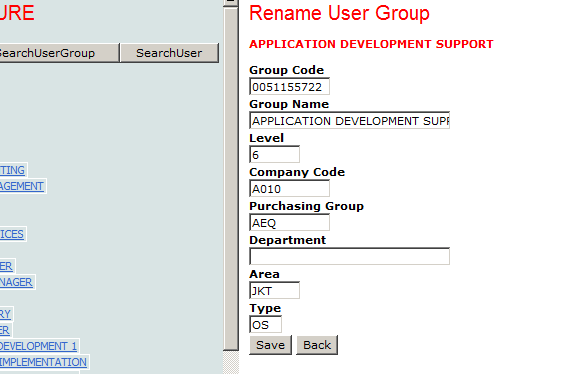 URE
SearchUserGroup
SearchUser
TING
AGEMENT
ICES
ER
NAGER
RY
ER
DEVELOPMENT 1
IMPLEMENTATION
Rename User Group
APPLICATION DEVELOPMENT SUPPORT
Group Code
0051155722
Group Name
APPLICATION DEVELOPMENT SUPP
Level
6
Company Code
A010
Purchasing Group
AEQ
Department
Area
JKT
Type
OS
Save Back